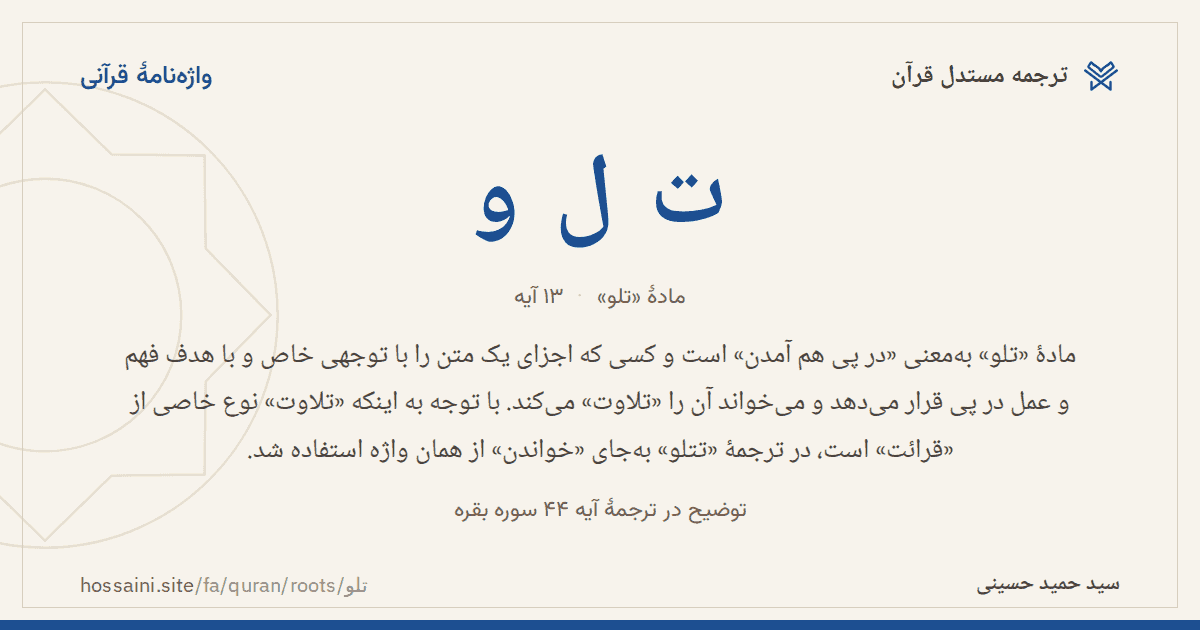 ترجمه مستدل قرآن
واژه‌نامهٔ قرآنی
ت ل و
مادهٔ «تلو» · ۱۳ آیه
مادهٔ «تلو» به‌معنی «در پی هم آمدن» است و کسی که اجزای یک متن را با توجهی خاص و با هدف فهم
و عمل در پی قرار می‌دهد و می‌خواند آن را «تلاوت» می‌کند. با توجه به اینکه «تلاوت» نوع خاصی از
«قرائت» است، در ترجمهٔ «تتلو» به‌جای «خواندن» از همان واژه استفاده شد.
توضیح در ترجمهٔ آیه ۴۴ سوره بقره
سید حمید حسینی
hossaini.site/fa/quran/roots/تلو